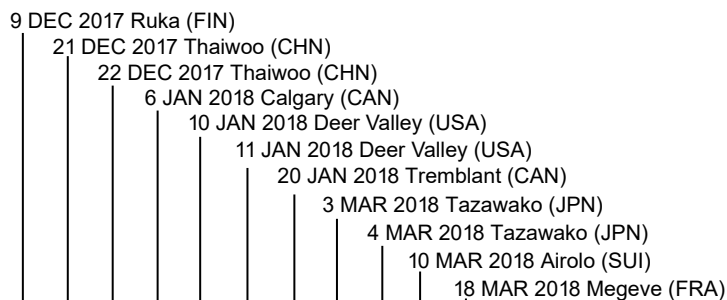 9 DEC 2017 Ruka (FIN)
21 DEC 2017 Thaiwoo (CHN)
22 DEC 2017 Thaiwoo (CHN)
6 JAN 2018 Calgary (CAN)
10 JAN 2018 Deer Valley (USA)
11 JAN 2018 Deer Valley (USA)
20 JAN 2018 Tremblant (CAN)
3 MAR 2018 Tazawako (JPN)
4 MAR 2018 Tazawako (JPN)
10 MAR 2018 Airolo (SUI)
18 MAR 2018 Megeve (FRA)